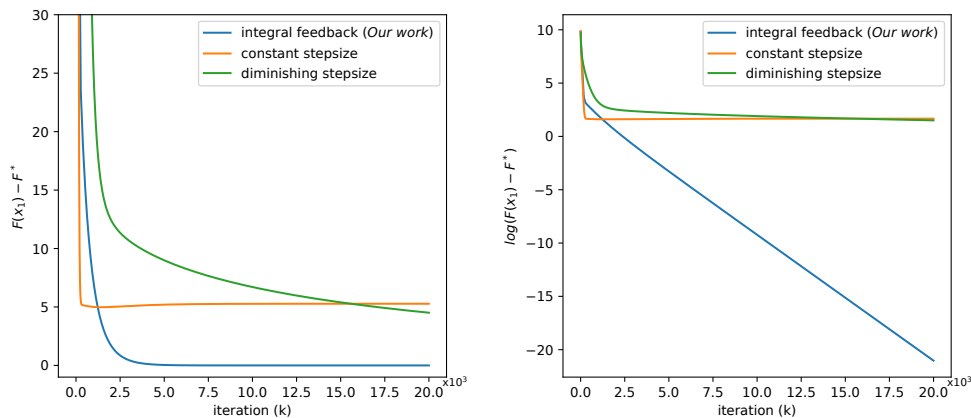 30
25
20
15
10
5
0
F(x₁) − F*
integral feedback (Our work)
constant stepsize
diminishing stepsize
0.0 2.5 5.0 7.5 10.0 12.5 15.0 17.5 20.0
x10³
iteration (k)
10
5
0
−5
−10
−15
−20
log(F(x₁) − F*)
integral feedback (Our work)
constant stepsize
diminishing stepsize
0.0 2.5 5.0 7.5 10.0 12.5 15.0 17.5 20.0
x10³
iteration (k)